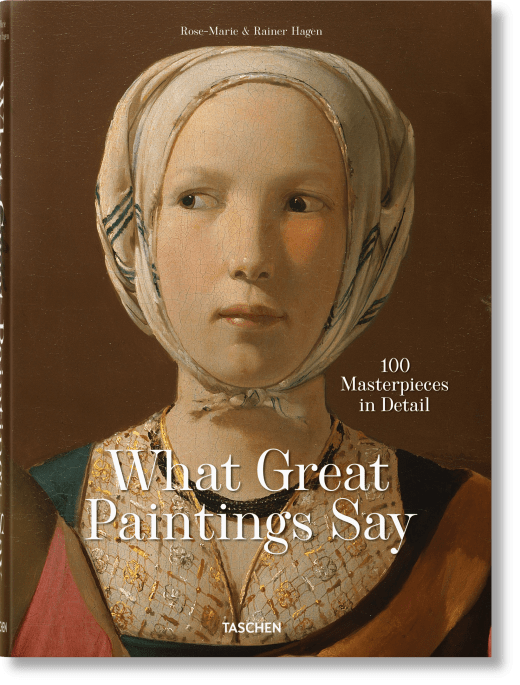 Rose-Marie & Rainer Hagen
100
Masterpieces
in Detail
What Great
Paintings Say
TASCHEN